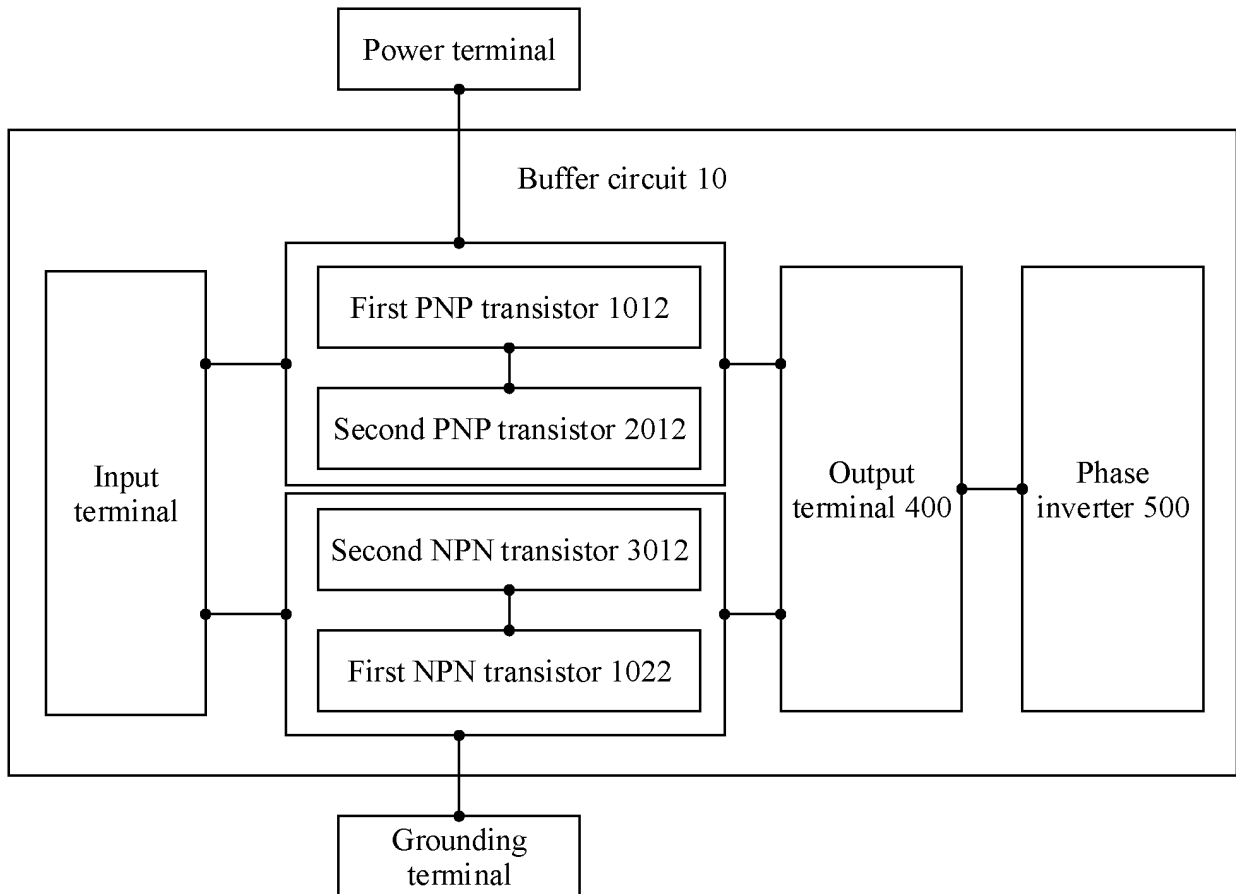 Power terminal
Buffer circuit 10
First PNP transistor 1012
Second PNP transistor 2012
Input
terminal
Second NPN transistor 3012
First NPN transistor 1022
Output
terminal 400
Phase
inverter 500
Grounding
terminal